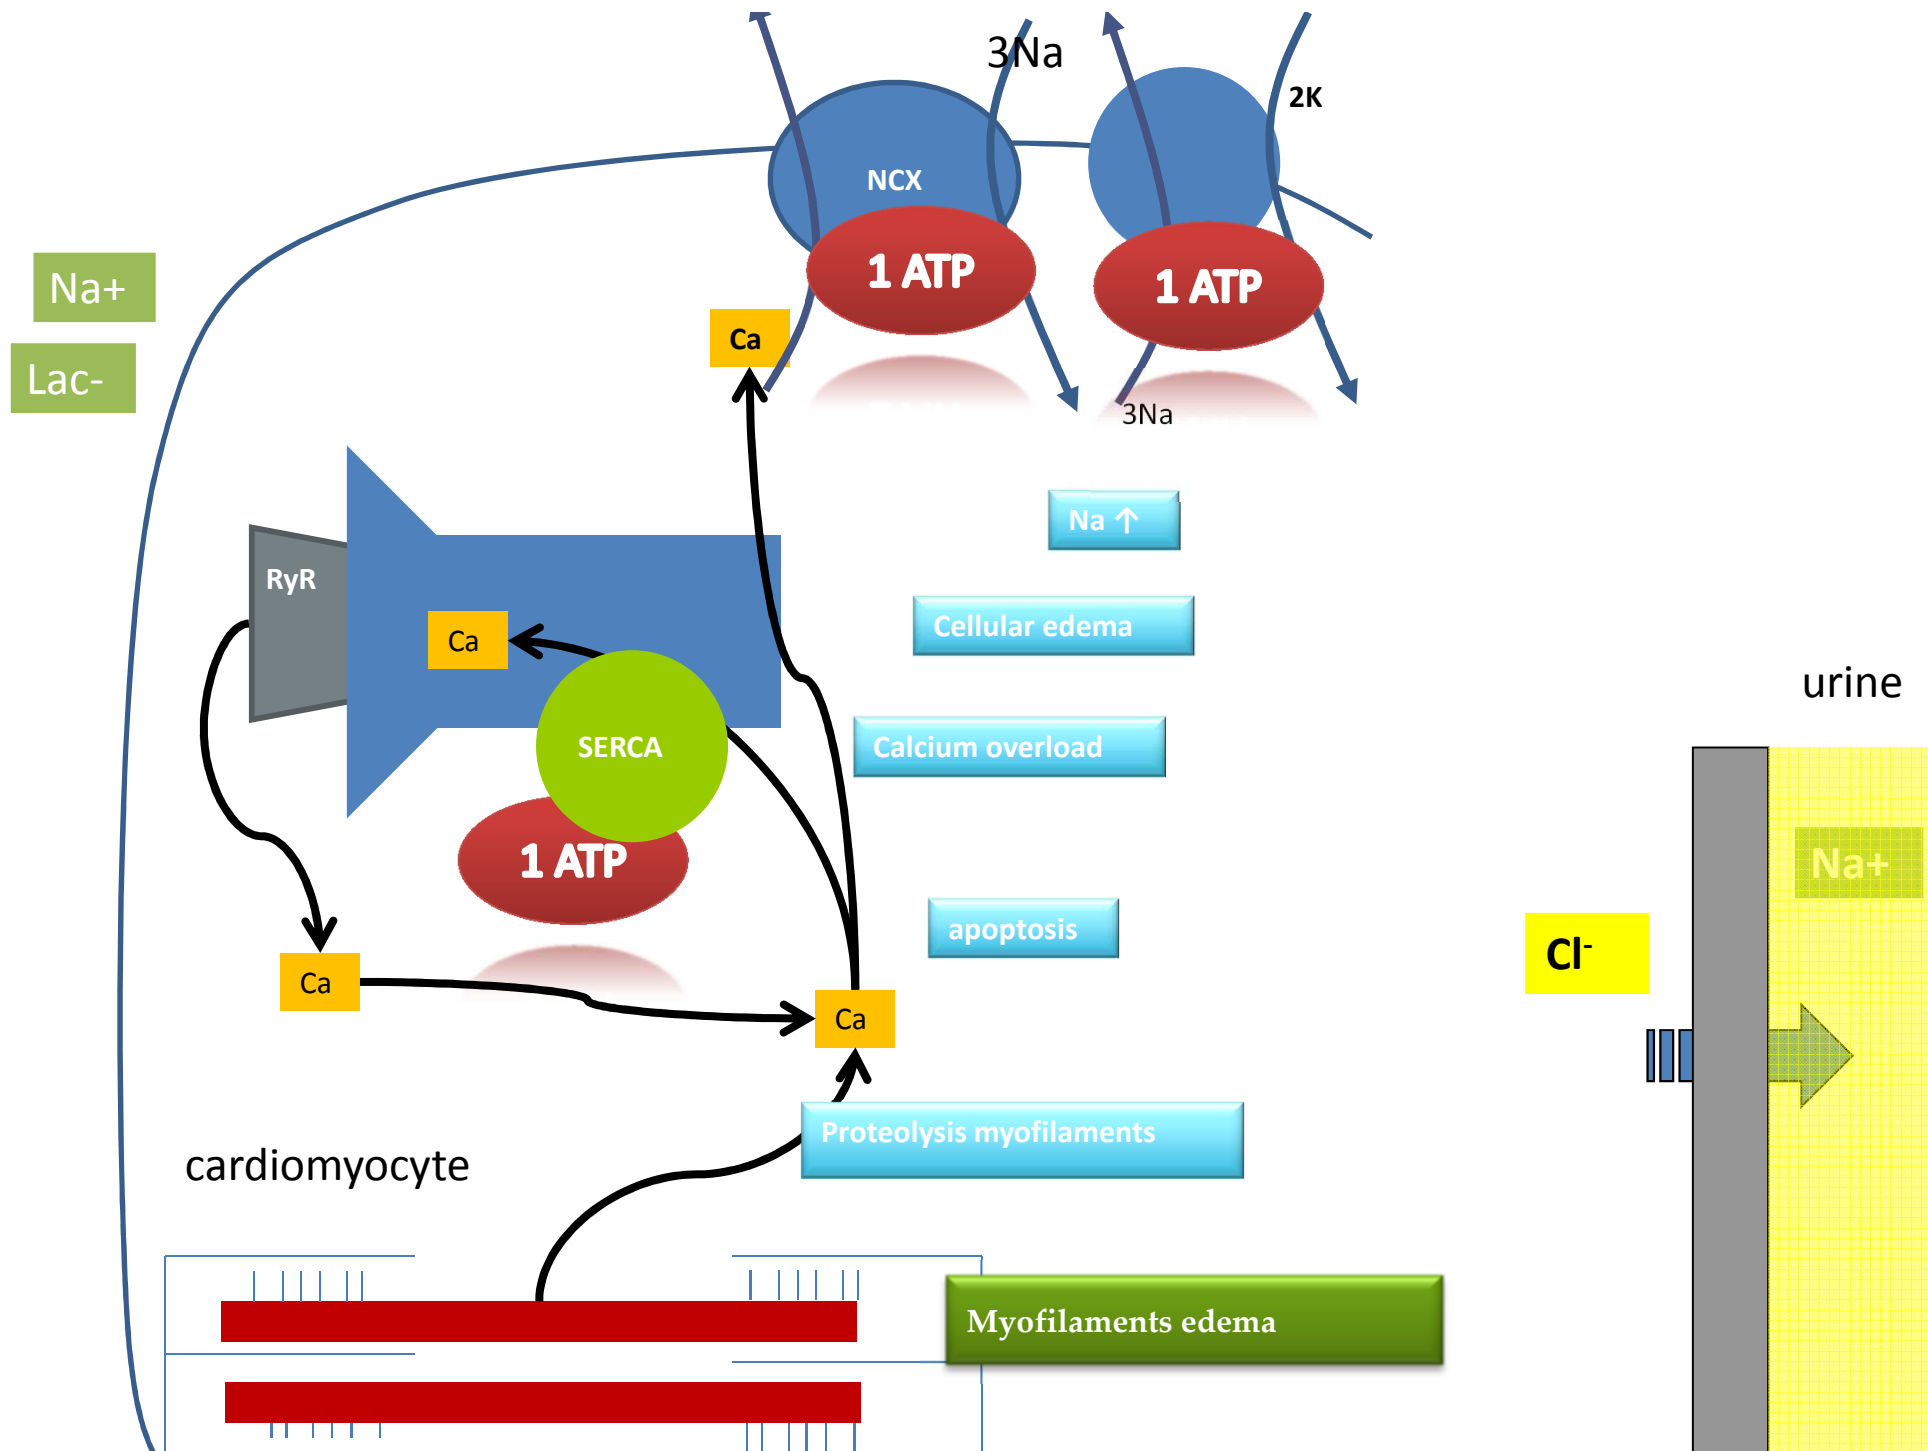 3Na
2K
NCX
1 ATP
1 ATP
Na+
Ca
Lac-
3Na
Na ↑
RyR
Ca
Cellular edema
urine
SERCA
Calcium overload
1 ATP
Na+
apoptosis
Cl⁻
Ca
Ca
Proteolysis myofilaments
cardiomyocyte
Myofilaments edema